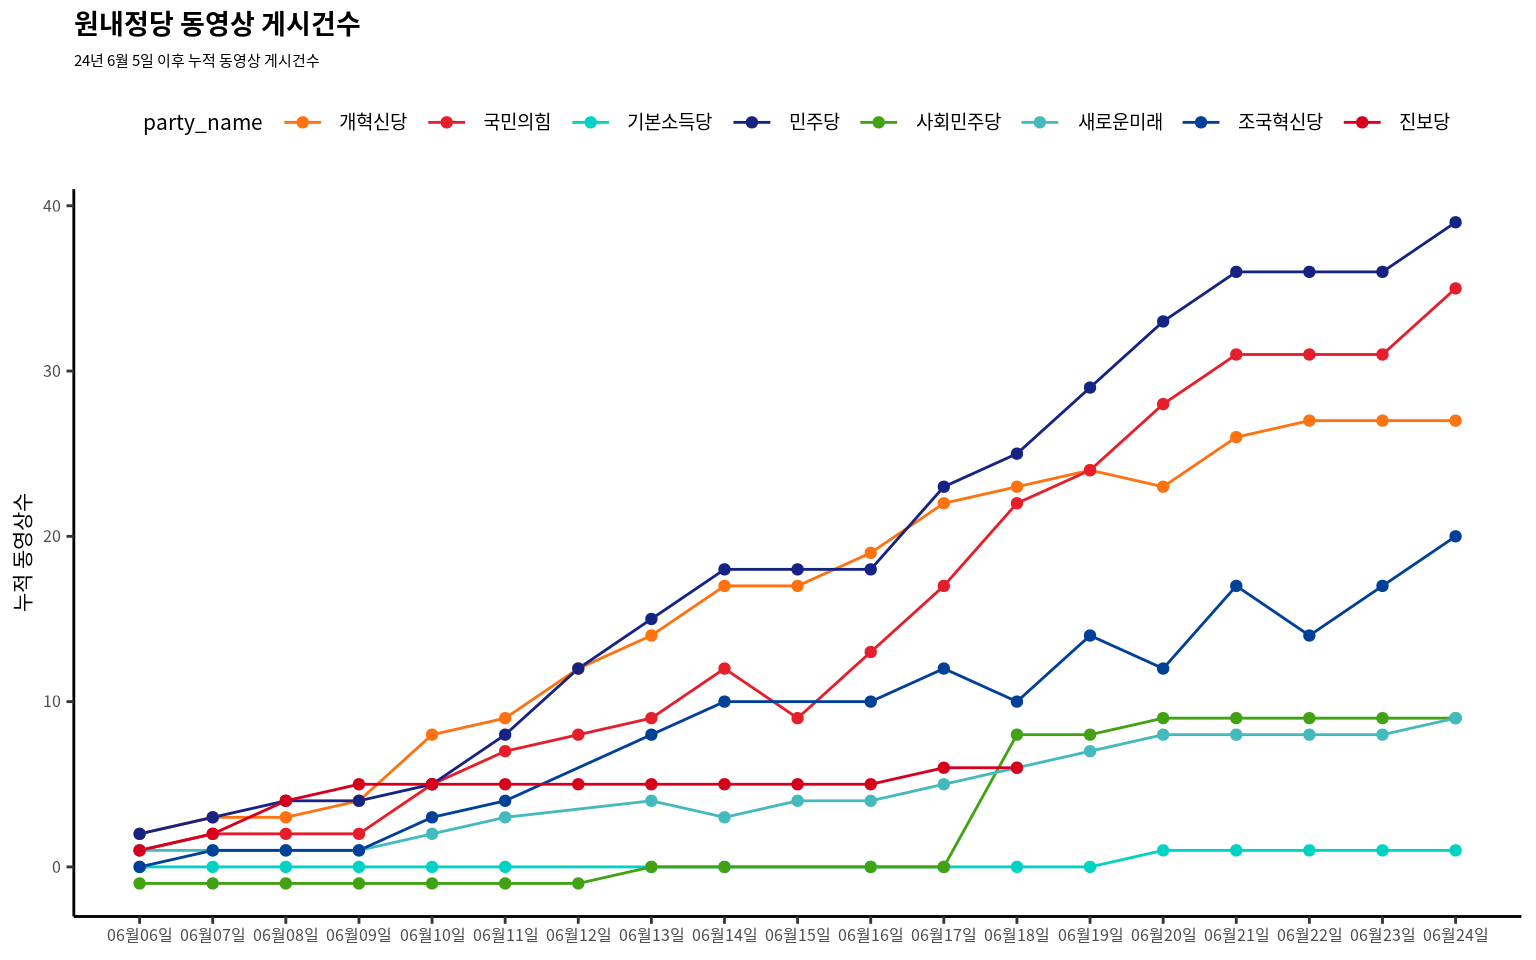 원내정당 동영상 게시건수
24년 6월 5일 이후 누적 동영상 게시건수
party_name 개혁신당 국민의힘 기본소득당 민주당 사회민주당 새로운미래 조국혁신당 진보당
누적 동영상수
40
30
20
10
0
06월06일 06월07일 06월08일 06월09일 06월10일 06월11일 06월12일 06월13일 06월14일 06월15일 06월16일 06월17일 06월18일 06월19일 06월20일 06월21일 06월22일 06월23일 06월24일